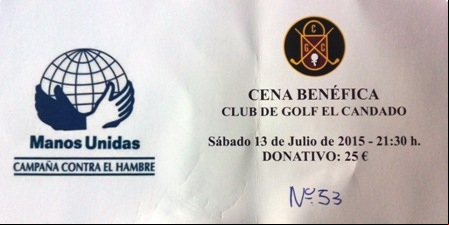 Manos Unidas
CAMPAÑA CONTRA EL HAMBRE
C G C
CENA BENÉFICA
CLUB DE GOLF EL CANDADO
Sábado 13 de Julio de 2015 - 21:30 h.
DONATIVO: 25 €
Nº 53